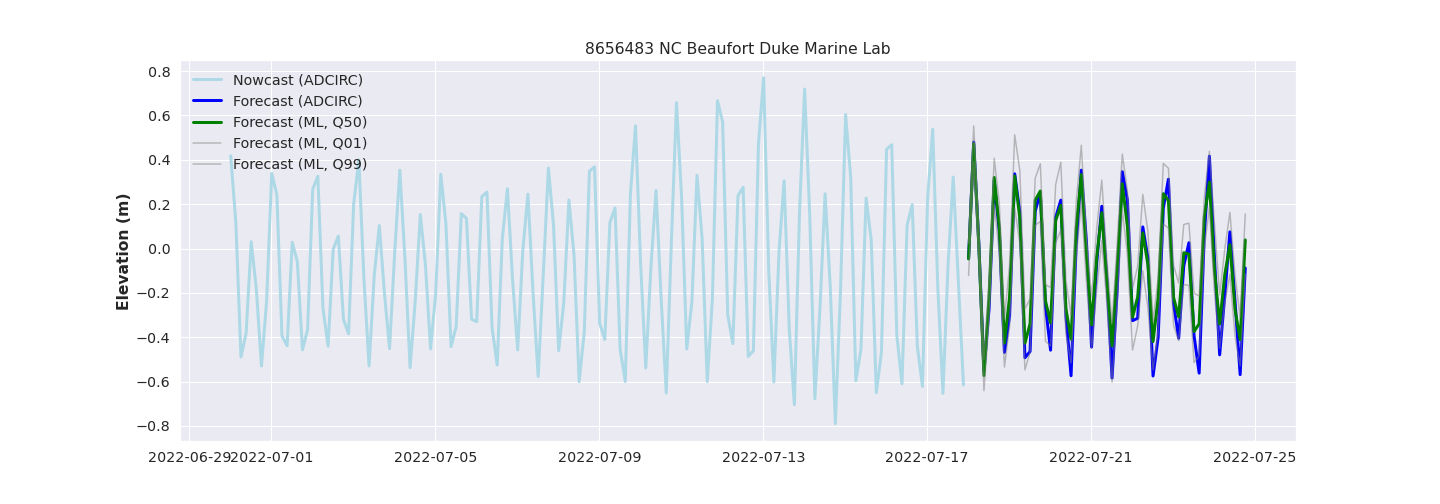 8656483 NC Beaufort Duke Marine Lab
Nowcast (ADCIRC)
Forecast (ADCIRC)
Forecast (ML, Q50)
Forecast (ML, Q01)
Forecast (ML, Q99)
Elevation (m)
0.8
0.6
0.4
0.2
0.0
−0.2
−0.4
−0.6
−0.8
2022-06-29 2022-07-01 2022-07-05 2022-07-09 2022-07-13 2022-07-17 2022-07-21 2022-07-25